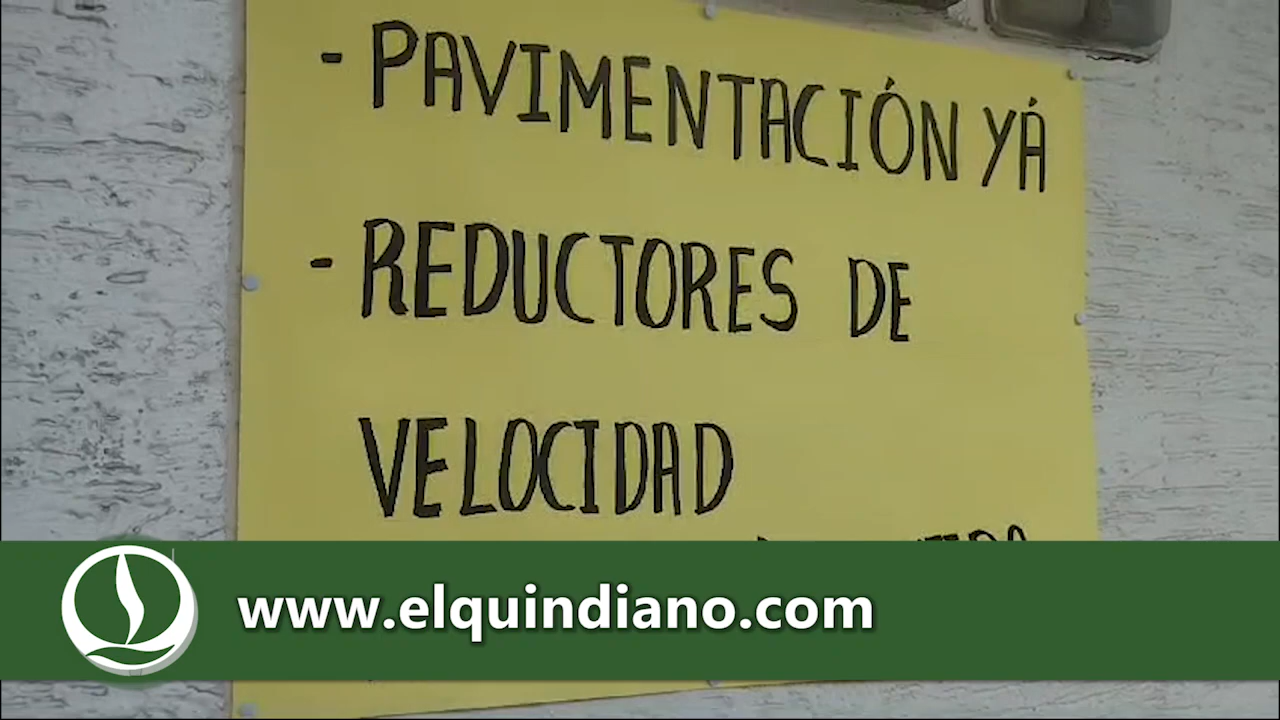 - PAVIMENTACIÓN YÁ
- REDUCTORES DE
VELOCIDAD
www.elquindiano.com